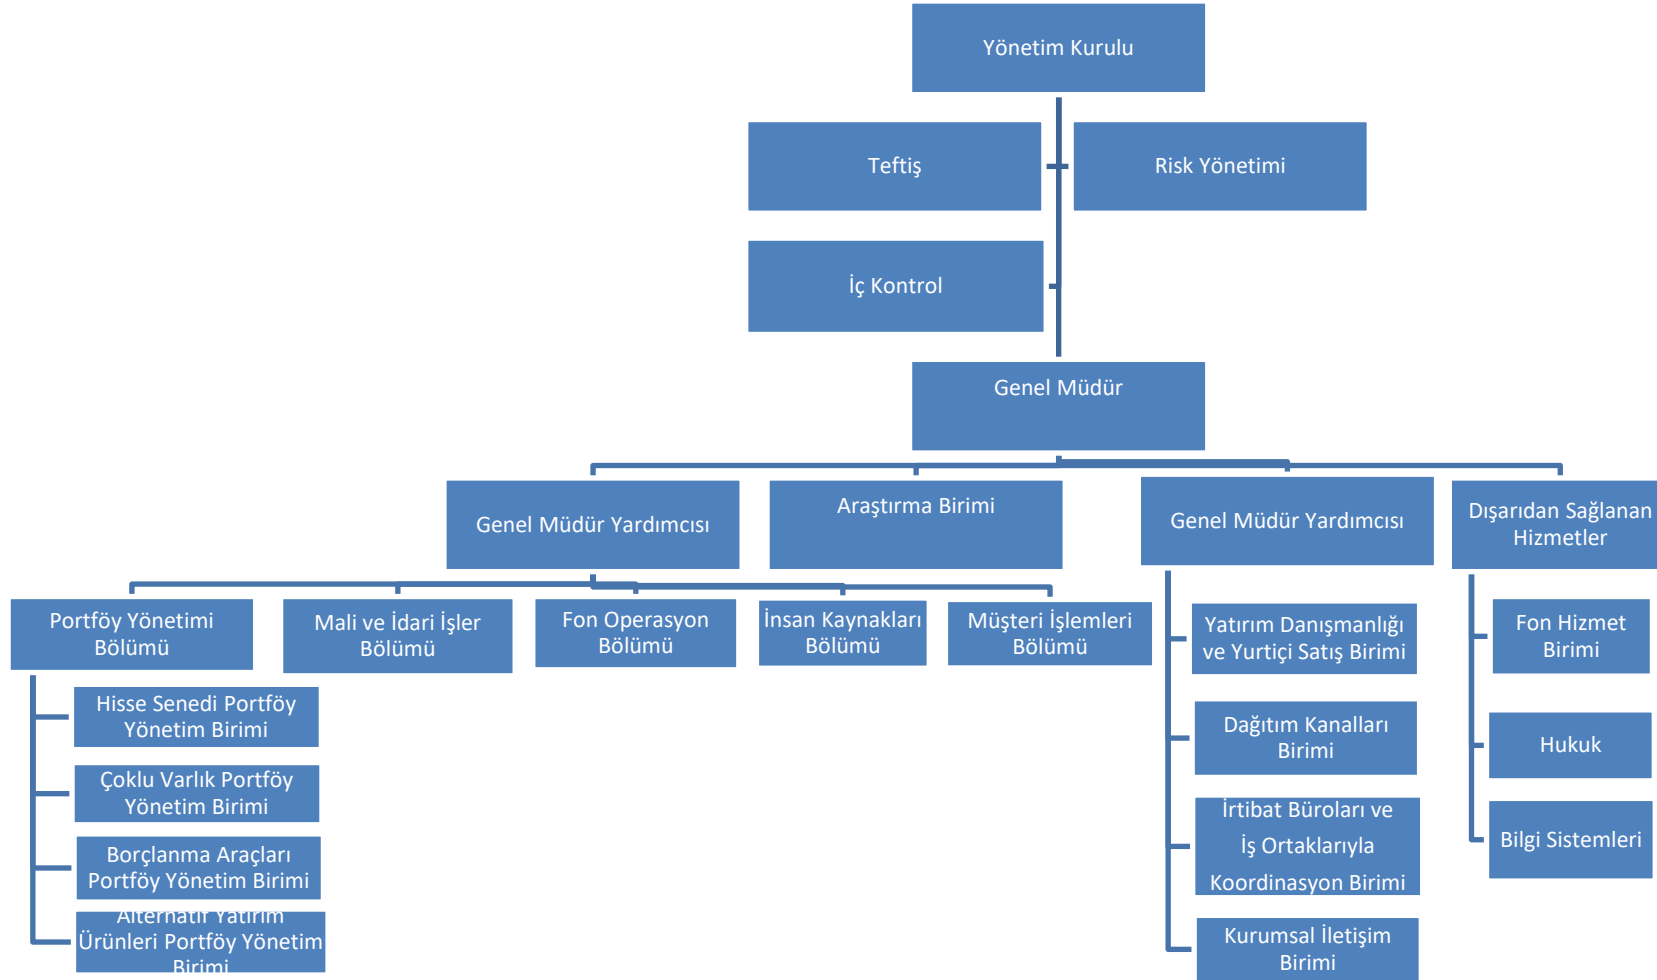 Yönetim Kurulu
Teftiş
Risk Yönetimi
İç Kontrol
Genel Müdür
Genel Müdür Yardımcısı
Araştırma Birimi
Genel Müdür Yardımcısı
Dışarıdan Sağlanan
Hizmetler
Portföy Yönetimi
Bölümü
Mali ve İdari İşler
Bölümü
Fon Operasyon
Bölümü
İnsan Kaynakları
Bölümü
Müşteri İşlemleri
Bölümü
Hisse Senedi Portföy
Yönetim Birimi
Çoklu Varlık Portföy
Yönetim Birimi
Borçlanma Araçları
Portföy Yönetim Birimi
Alternatif Yatırım
Ürünleri Portföy Yönetim
Birimi
Yatırım Danışmanlığı
ve Yurtiçi Satış Birimi
Dağıtım Kanalları
Birimi
İrtibat Büroları ve
İş Ortaklarıyla
Koordinasyon Birimi
Kurumsal İletişim
Birimi
Fon Hizmet
Birimi
Hukuk
Bilgi Sistemleri